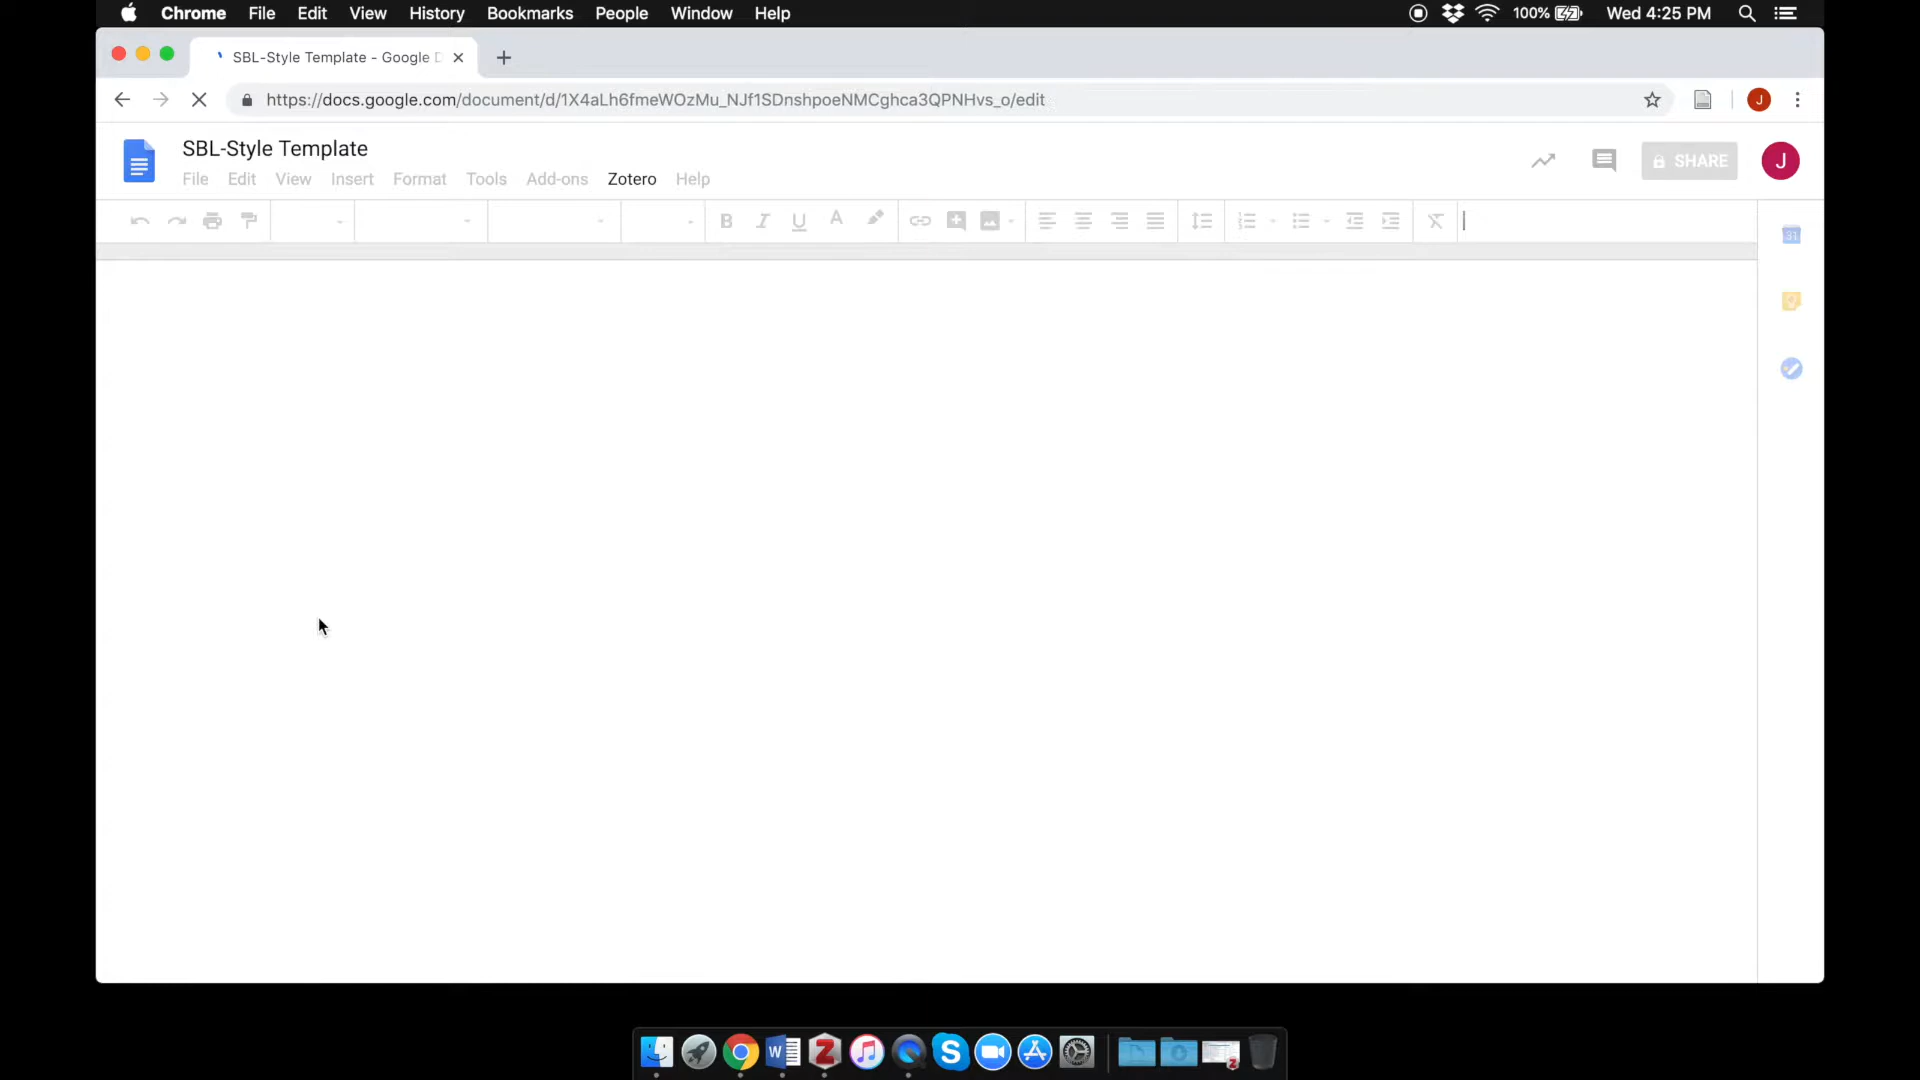 Chrome File Edit View History Bookmarks People Window Help 100% Wed 4:25 PM
SBL-Style Template - Google D
https://docs.google.com/document/d/1X4aLh6fmeWOzMu_NJf1SDnshpoeNMCghca3QPNHvs_o/edit J
SBL-Style Template
File Edit View Insert Format Tools Add-ons Zotero Help
SHARE J
B I U A
31
W Z S
Z